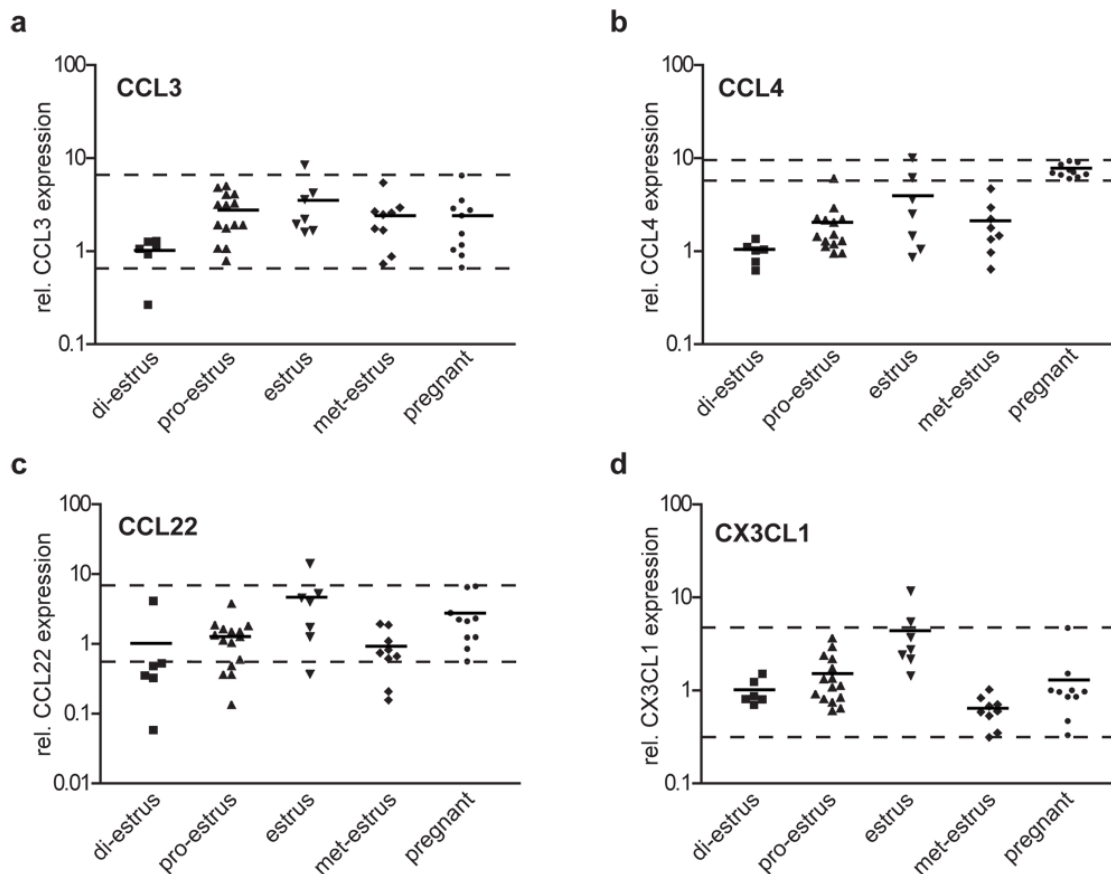 a
CCL3
rel. CCL3 expression
100
10
1
0.1
di-estrus
pro-estrus
estrus
met-estrus
pregnant
b
CCL4
rel. CCL4 expression
100
10
1
0.1
di-estrus
pro-estrus
estrus
met-estrus
pregnant
c
CCL22
rel. CCL22 expression
100
10
1
0.1
0.01
di-estrus
pro-estrus
estrus
met-estrus
pregnant
d
CX3CL1
rel. CX3CL1 expression
100
10
1
0.1
di-estrus
pro-estrus
estrus
met-estrus
pregnant